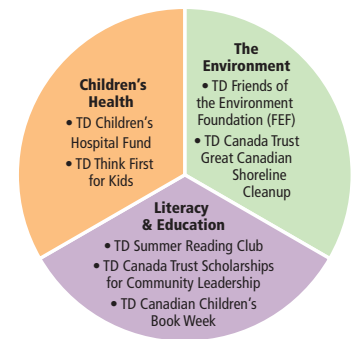 Children's
Health
• TD Children's
Hospital Fund
• TD Think First
for Kids
The
Environment
• TD Friends of
the Environment
Foundation (FEF)
• TD Canada Trust
Great Canadian
Shoreline
Cleanup
Literacy
& Education
• TD Summer Reading Club
• TD Canada Trust Scholarships
for Community Leadership
• TD Canadian Children's
Book Week